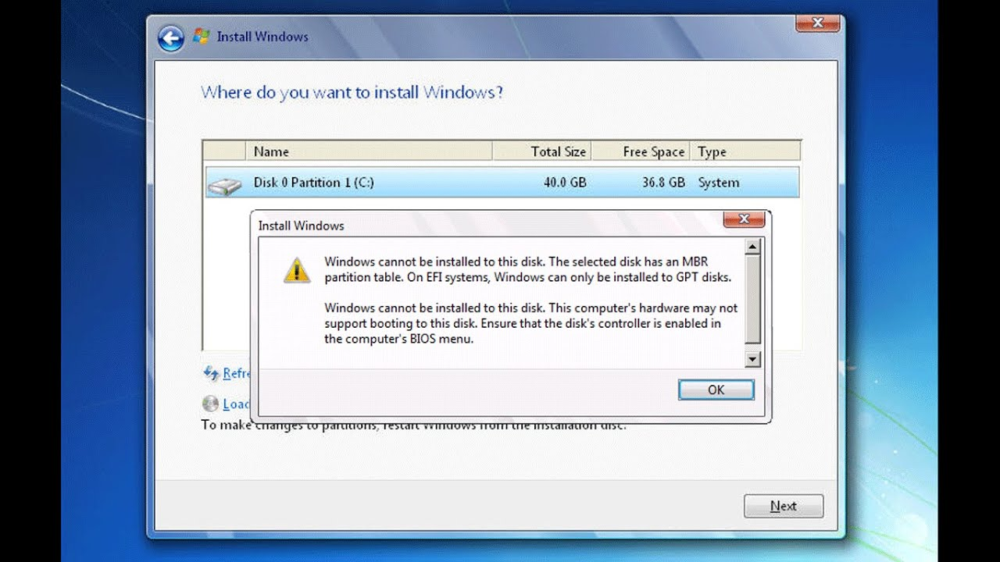 Install Windows
Where do you want to install Windows?
Name Total Size Free Space Type
Disk 0 Partition 1 (C:) 40.0 GB 36.8 GB System
Install Windows
Windows cannot be installed to this disk. The selected disk has an MBR
partition table. On EFI systems, Windows can only be installed to GPT disks.
Windows cannot be installed to this disk. This computer's hardware may not
support booting to this disk. Ensure that the disk's controller is enabled in
the computer's BIOS menu.
OK
To make changes to partitions, restart Windows from the installation disc.
Next